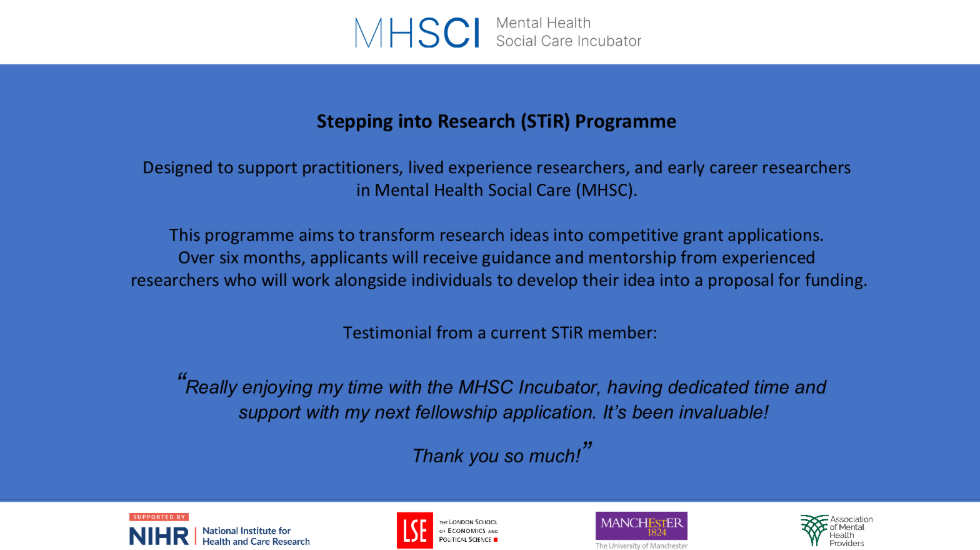 MHSCI
Mental Health
Social Care Incubator
Stepping into Research (STiR) Programme
Designed to support practitioners, lived experience researchers, and early career researchers
in Mental Health Social Care (MHSC).
This programme aims to transform research ideas into competitive grant applications.
Over six months, applicants will receive guidance and mentorship from experienced
researchers who will work alongside individuals to develop their idea into a proposal for funding.
Testimonial from a current STiR member:
“Really enjoying my time with the MHSC Incubator, having dedicated time and
support with my next fellowship application. It’s been invaluable!
Thank you so much!”
SUPPORTED BY
NIHR
National Institute for
Health and Care Research
LSE
THE LONDON SCHOOL
OF ECONOMICS AND
POLITICAL SCIENCE
MANCHESTER
1824
The University of Manchester
Association
of Mental
Health
Providers